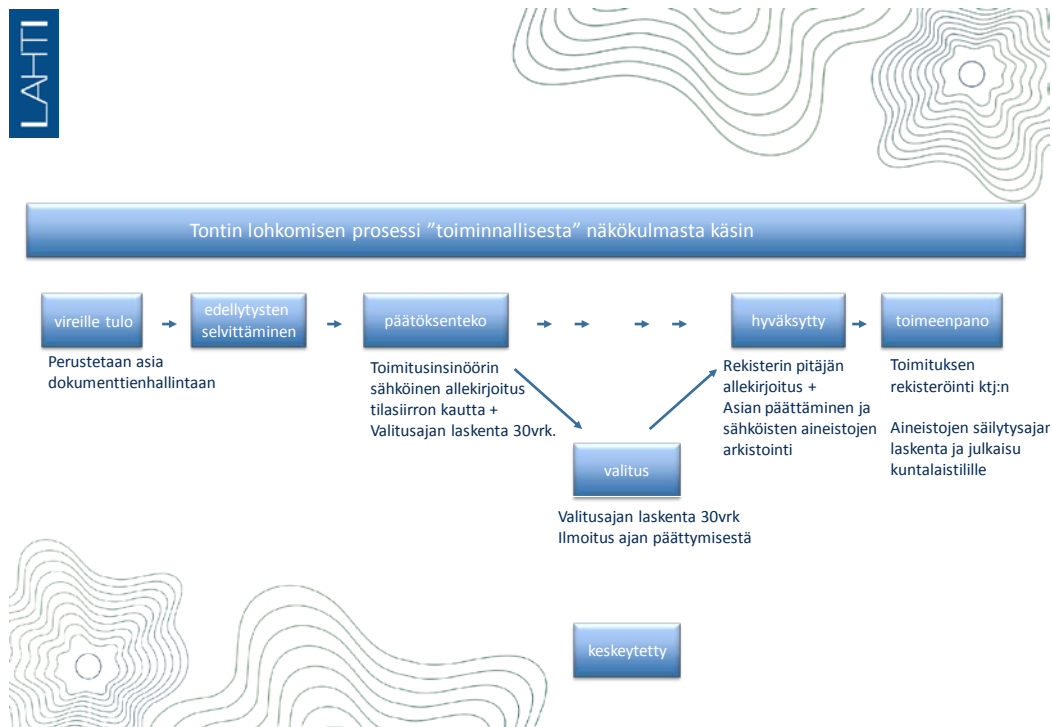 LAHTI
Tontin lohkomisen prosessi ”toiminnallisesta” näkökulmasta käsin
vireille tulo
edellytysten
selvittäminen
päätöksenteko
hyväksytty
toimeenpano
Perustetaan asia
dokumenttienhallintaan
Toimitusinsinöörin
sähköinen allekirjoitus
tilasiirron kautta +
Valitusajan laskenta 30vrk.
Rekisterin pitäjän
allekirjoitus +
Asian päättäminen ja
sähköisten aineistojen
arkistointi
Toimituksen
rekisteröinti ktj:n
Aineistojen säilytysajan
laskenta ja julkaisu
kuntalaistilille
valitus
Valitusajan laskenta 30vrk
Ilmoitus ajan päättymisestä
keskeytetty